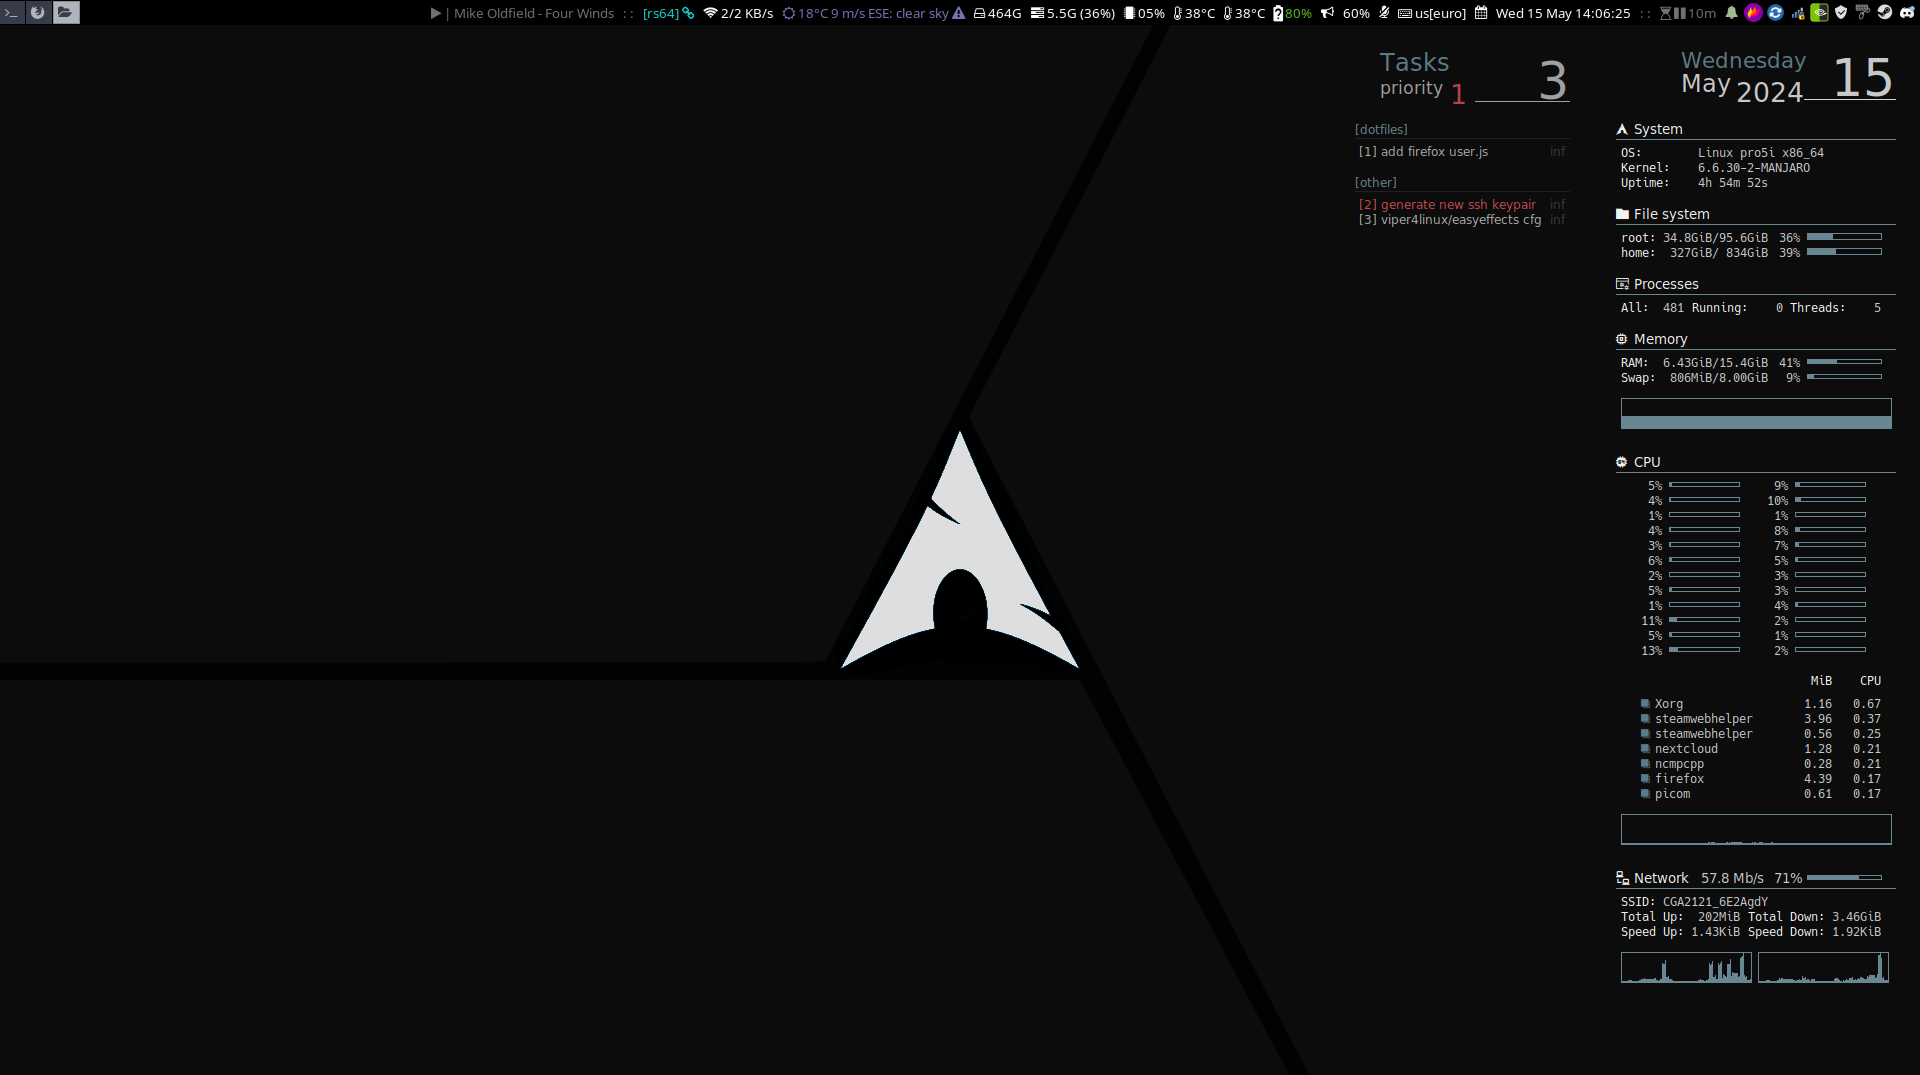 | Mike Oldfield - Four Winds :: [rs64] 2/2 KB/s 18°C 9 m/s ESE: clear sky 464G 5.5G (36%) 05% 38°C 38°C 80% 60% us[euro] Wed 15 May 14:06:25 :: 10m
Tasks 3
priority 1
[dotfiles]
[1] add firefox user.js inf
[other]
[2] generate new ssh keypair inf
[3] viper4linux/easyeffects cfg inf
Wednesday 15
May 2024
System
OS: Linux pro5i x86_64
Kernel: 6.6.30-2-MANJARO
Uptime: 4h 54m 52s
File system
root: 34.8GiB/95.6GiB 36%
home: 327GiB/ 834GiB 39%
Processes
All: 481 Running: 0 Threads: 5
Memory
RAM: 6.43GiB/15.4GiB 41%
Swap: 806MiB/8.00GiB 9%
CPU
5% 9%
4% 10%
1% 1%
4% 8%
3% 7%
6% 5%
2% 3%
5% 3%
1% 4%
11% 2%
5% 1%
13% 2%
MiB CPU
Xorg 1.16 0.67
steamwebhelper 3.96 0.37
steamwebhelper 0.56 0.25
nextcloud 1.28 0.21
ncmpcpp 0.28 0.21
firefox 4.39 0.17
picom 0.61 0.17
Network 57.8 Mb/s 71%
SSID: CGA2121_6E2AgdY
Total Up: 202MiB Total Down: 3.46GiB
Speed Up: 1.43KiB Speed Down: 1.92KiB